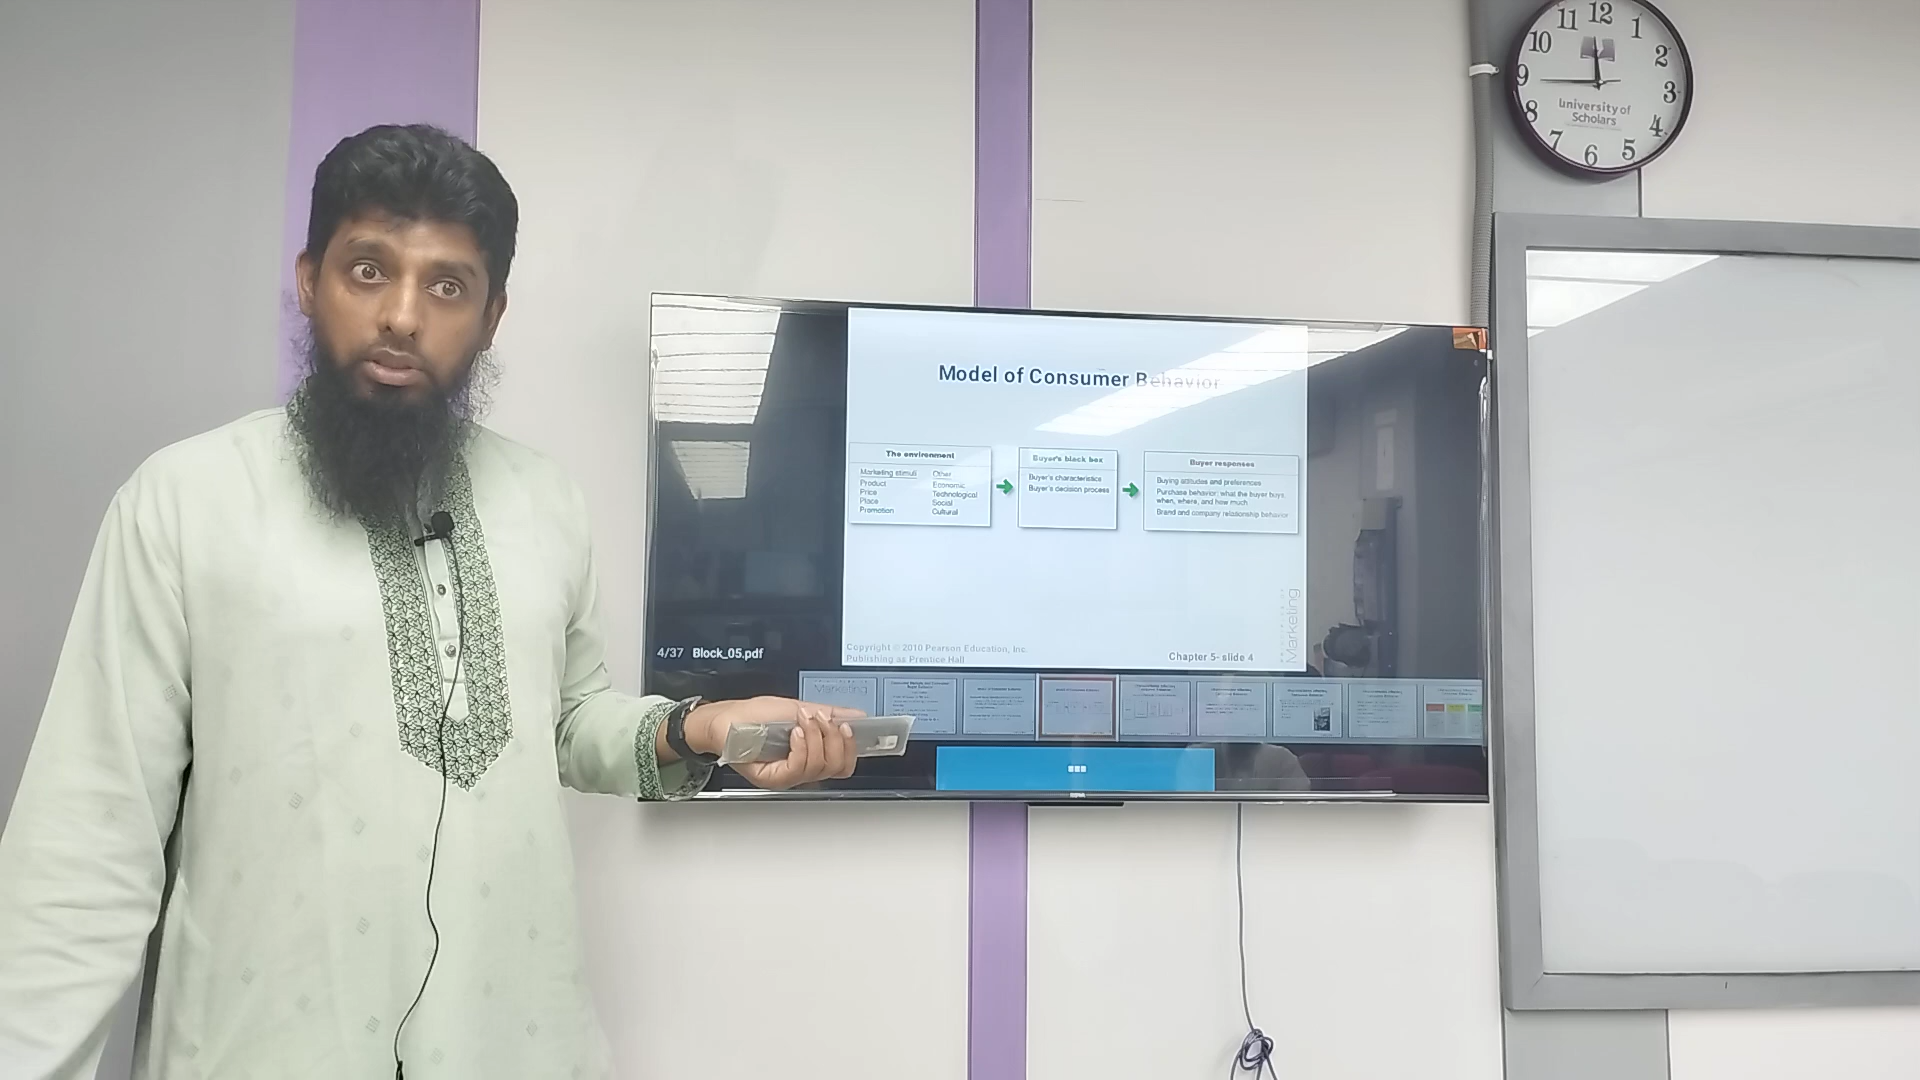 11 12 1
10 2
9 3
8 4
7 6 5
University of
Scholars
Model of Consumer Behavior
The environment
Marketing stimuli Other
Product Economic
Price Technological
Place Social
Promotion Cultural
Buyer's black box
Buyer's characteristics
Buyer's decision process
Buyer responses
Buying attitudes and preferences
Purchase behavior: what the buyer buys,
when, where, and how much
Brand and company relationship behavior
Marketing
Copyright © 2010 Pearson Education, Inc.
Publishing as Prentice Hall
Chapter 5- slide 4
4/37 Block_05.pdf
Marketing